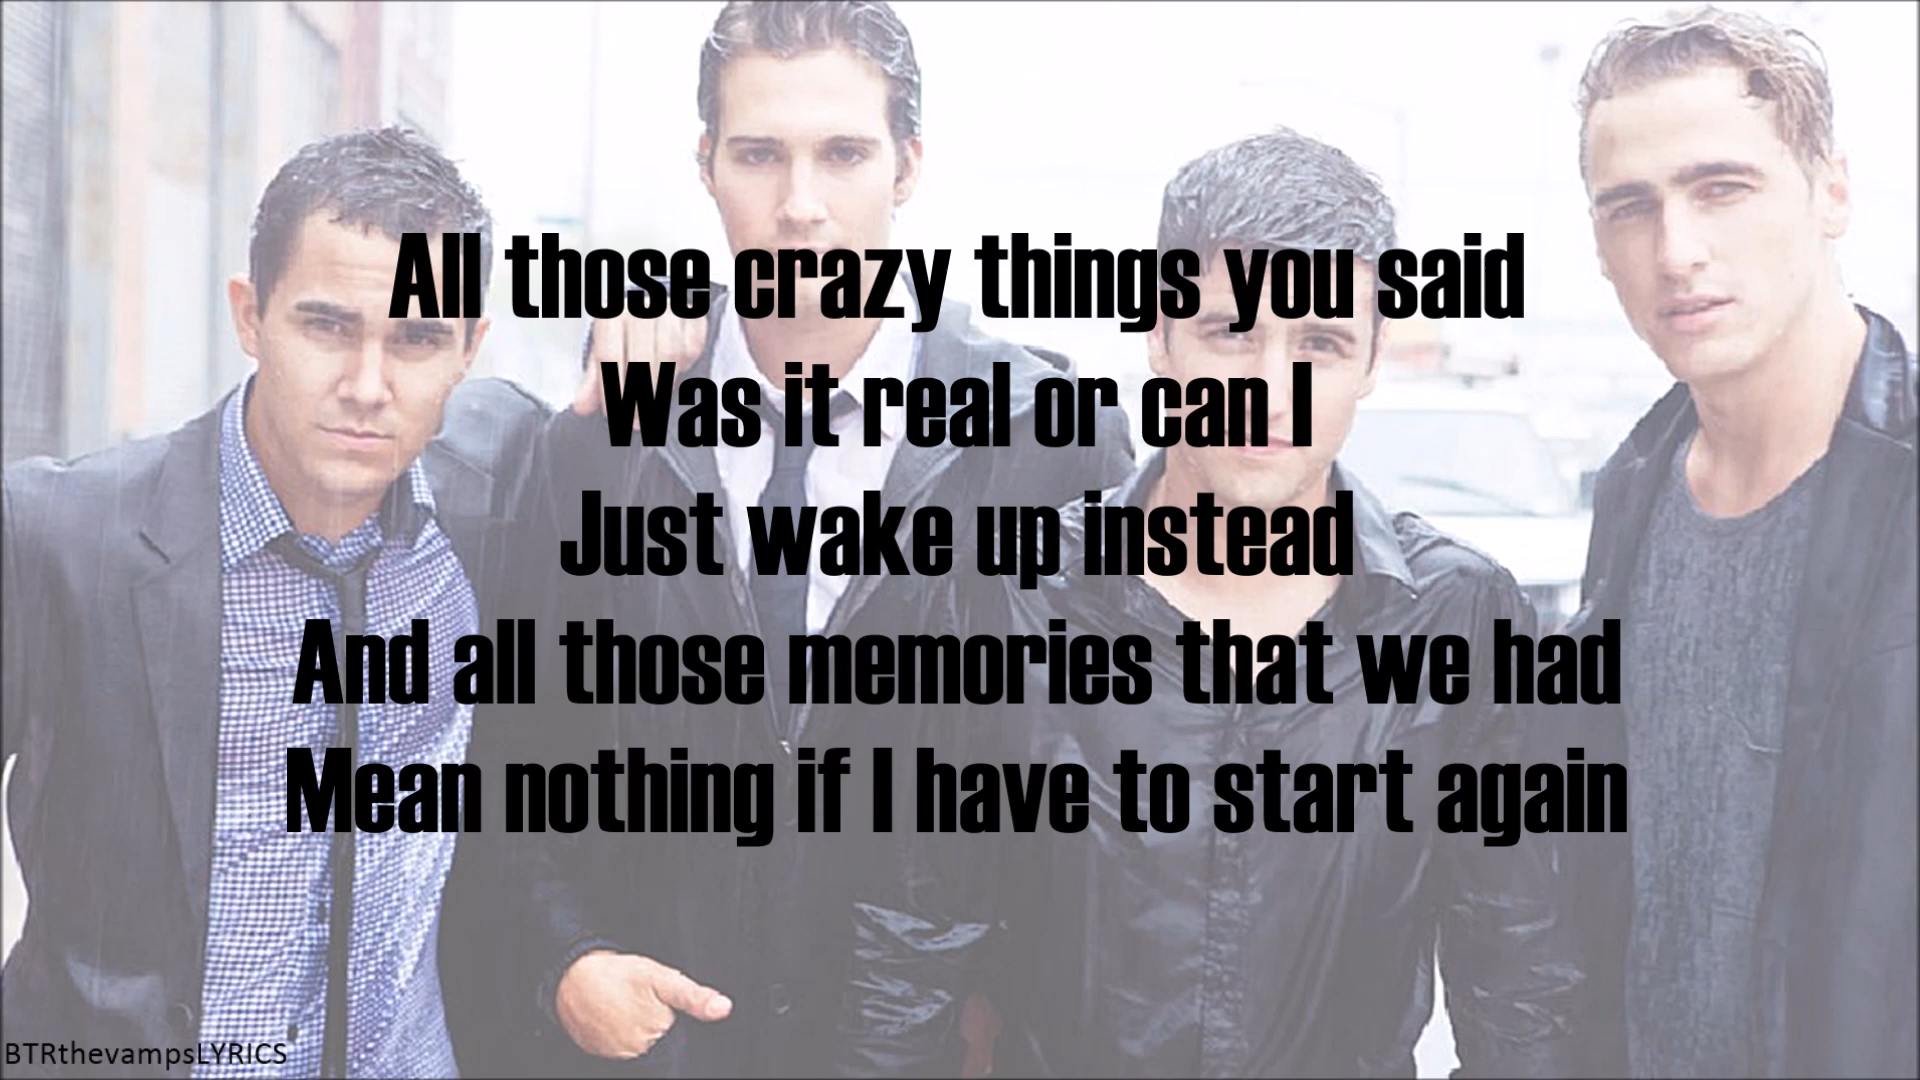 All those crazy things you said
Was it real or can I
Just wake up instead
And all those memories that we had
Mean nothing if I have to start again
BTRthevampsLYRICS